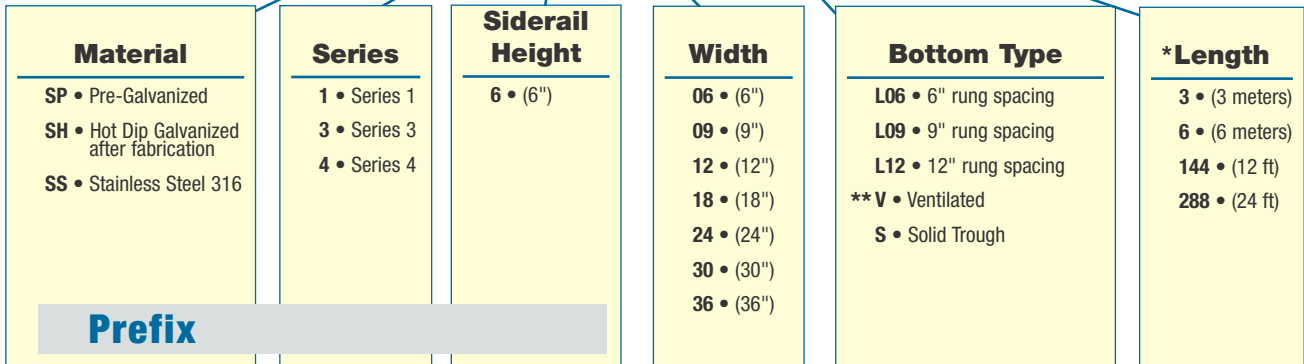 Material
SP • Pre-Galvanized
SH • Hot Dip Galvanized
after fabrication
SS • Stainless Steel 316
Series
1 • Series 1
3 • Series 3
4 • Series 4
Siderail
Height
6 • (6")
Prefix
Width
06 • (6")
09 • (9")
12 • (12")
18 • (18")
24 • (24")
30 • (30")
36 • (36")
Bottom Type
L06 • 6" rung spacing
L09 • 9" rung spacing
L12 • 12" rung spacing
** V • Ventilated
S • Solid Trough
*Length
3 • (3 meters)
6 • (6 meters)
144 • (12 ft)
288 • (24 ft)